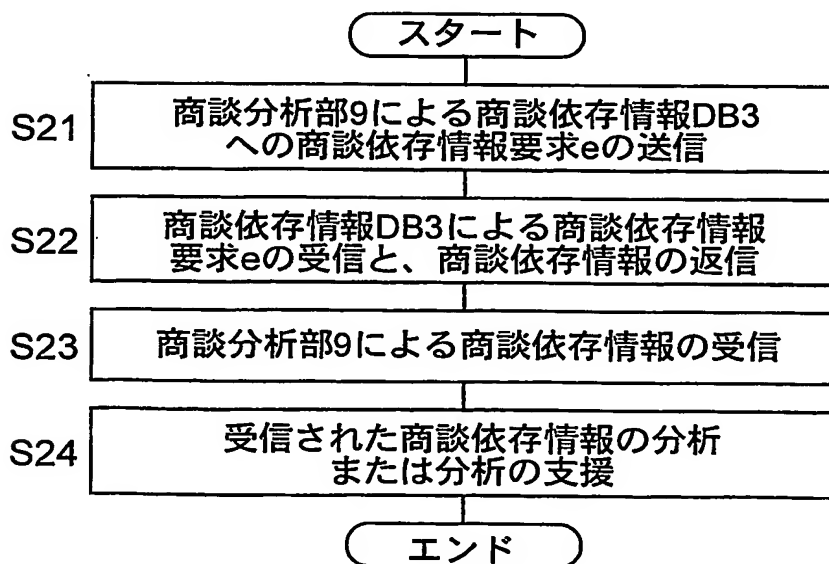 スタート
S21
商談分析部9による商談依存情報DB3
への商談依存情報要求eの送信
S22
商談依存情報DB3による商談依存情報
要求eの受信と、商談依存情報の返信
S23
商談分析部9による商談依存情報の受信
S24
受信された商談依存情報の分析
または分析の支援
エンド